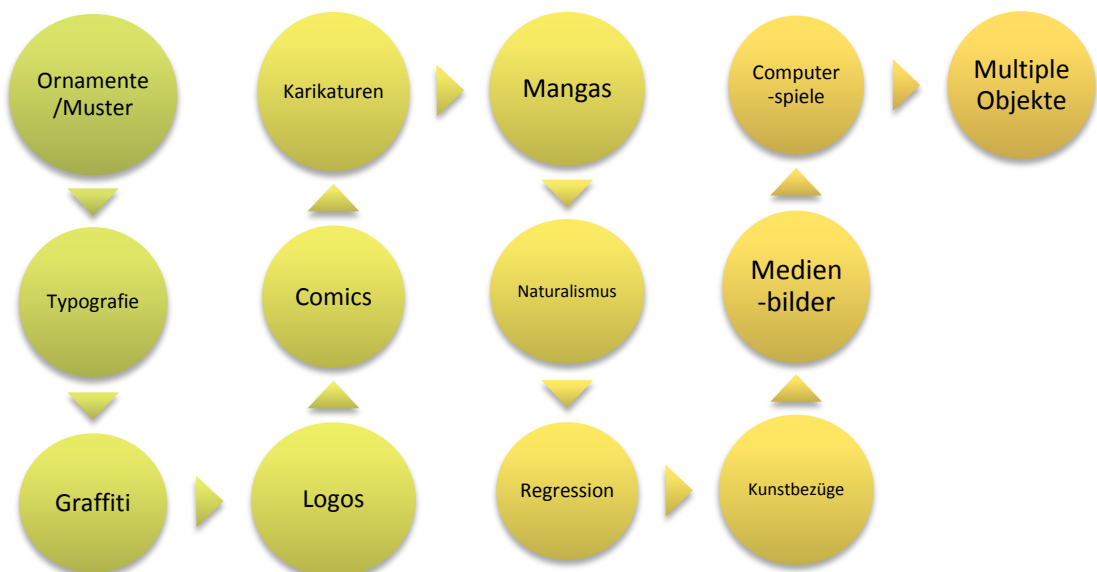 Ornamente
/Muster
Typografie
Graffiti
Logos
Comics
Karikaturen
Mangas
Naturalismus
Regression
Kunstbezüge
Medien
-bilder
Computer
-spiele
Multiple
Objekte